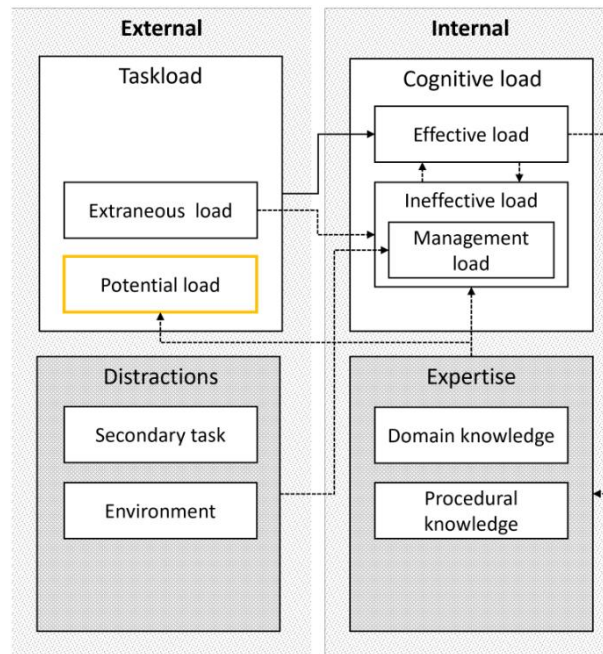 External
Internal
Taskload
Cognitive load
Effective load
Extraneous load
Ineffective load
Management
load
Potential load
Distractions
Expertise
Secondary task
Domain knowledge
Environment
Procedural
knowledge